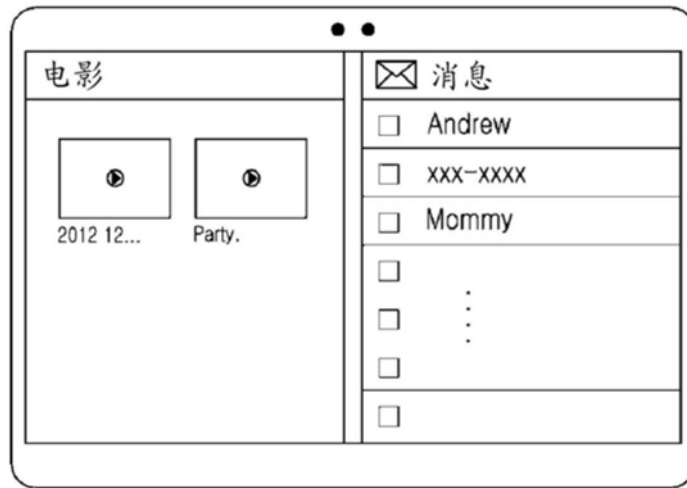 电影
2012 12...
Party.
消息
Andrew
xxx-xxxx
Mommy